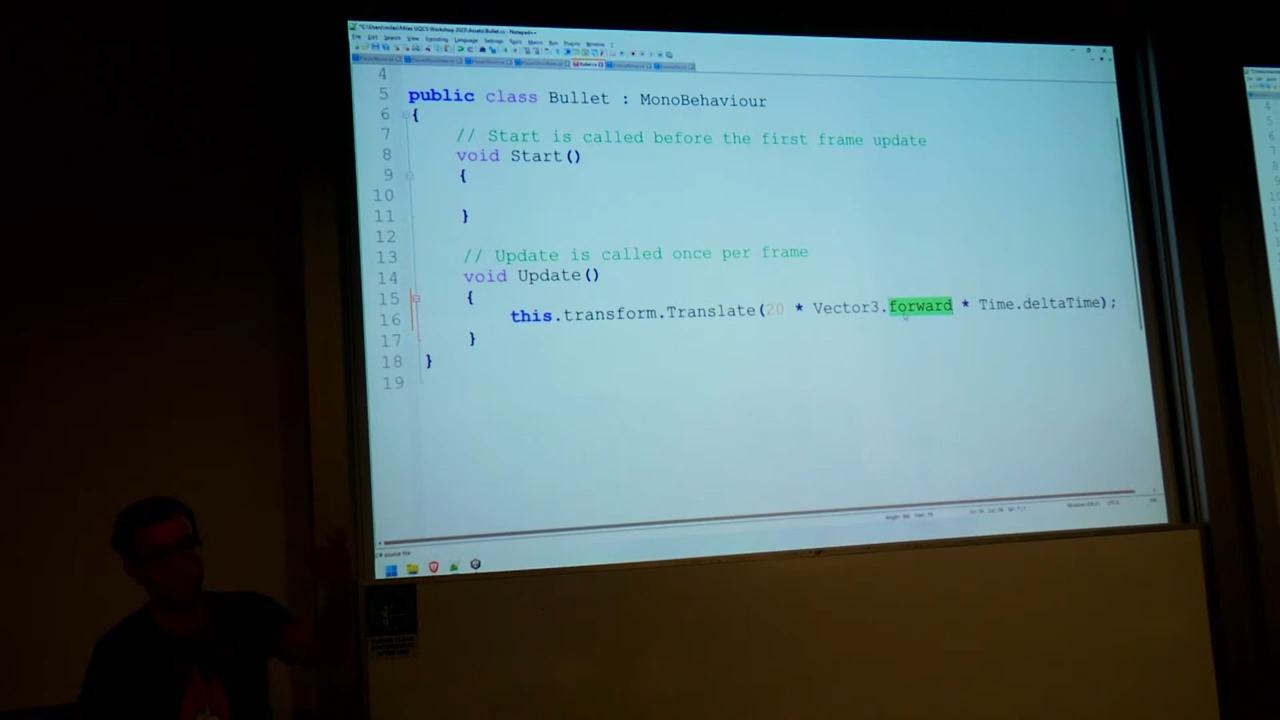 4
5 public class Bullet : MonoBehaviour
6 {
7 // Start is called before the first frame update
8 void Start()
9 {
10
11 }
12
13 // Update is called once per frame
14 void Update()
15 {
16 this.transform.Translate(20 * Vector3.forward * Time.deltaTime);
17 }
18 }
19
C# source file